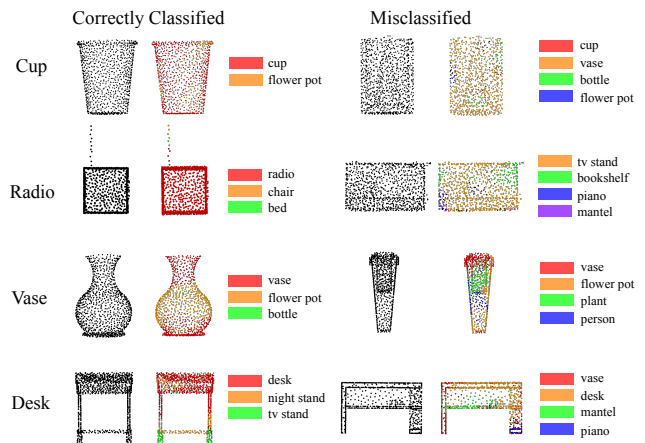 Correctly Classified
Misclassified
Cup
cup
flower pot
cup
vase
bottle
flower pot
Radio
radio
chair
bed
tv stand
bookshelf
piano
mantel
Vase
vase
flower pot
bottle
vase
flower pot
plant
person
Desk
desk
night stand
tv stand
vase
desk
mantel
piano